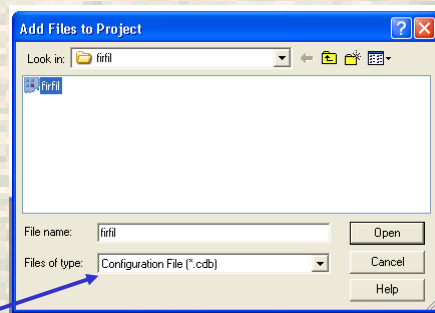 Add Files to Project
Look in: firfil
firfil
File name: firfil Open
Files of type: Configuration File (*.cdb) Cancel
Help